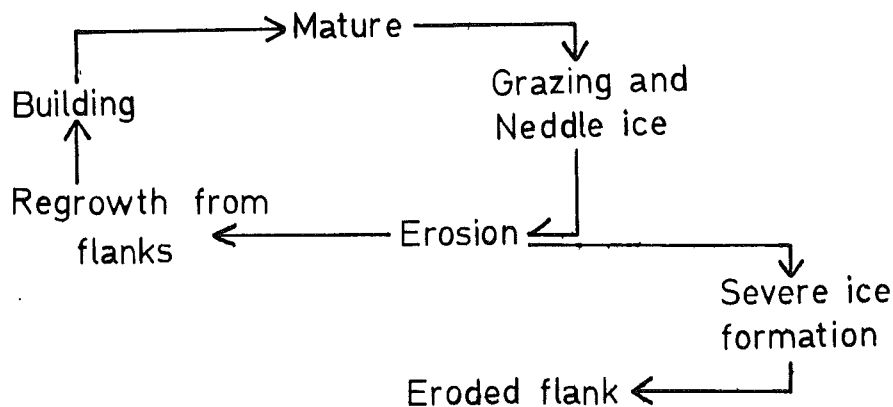 Mature
Grazing and
Neddle ice
Building
Regrowth from
flanks
Erosion
Severe ice
formation
Eroded flank